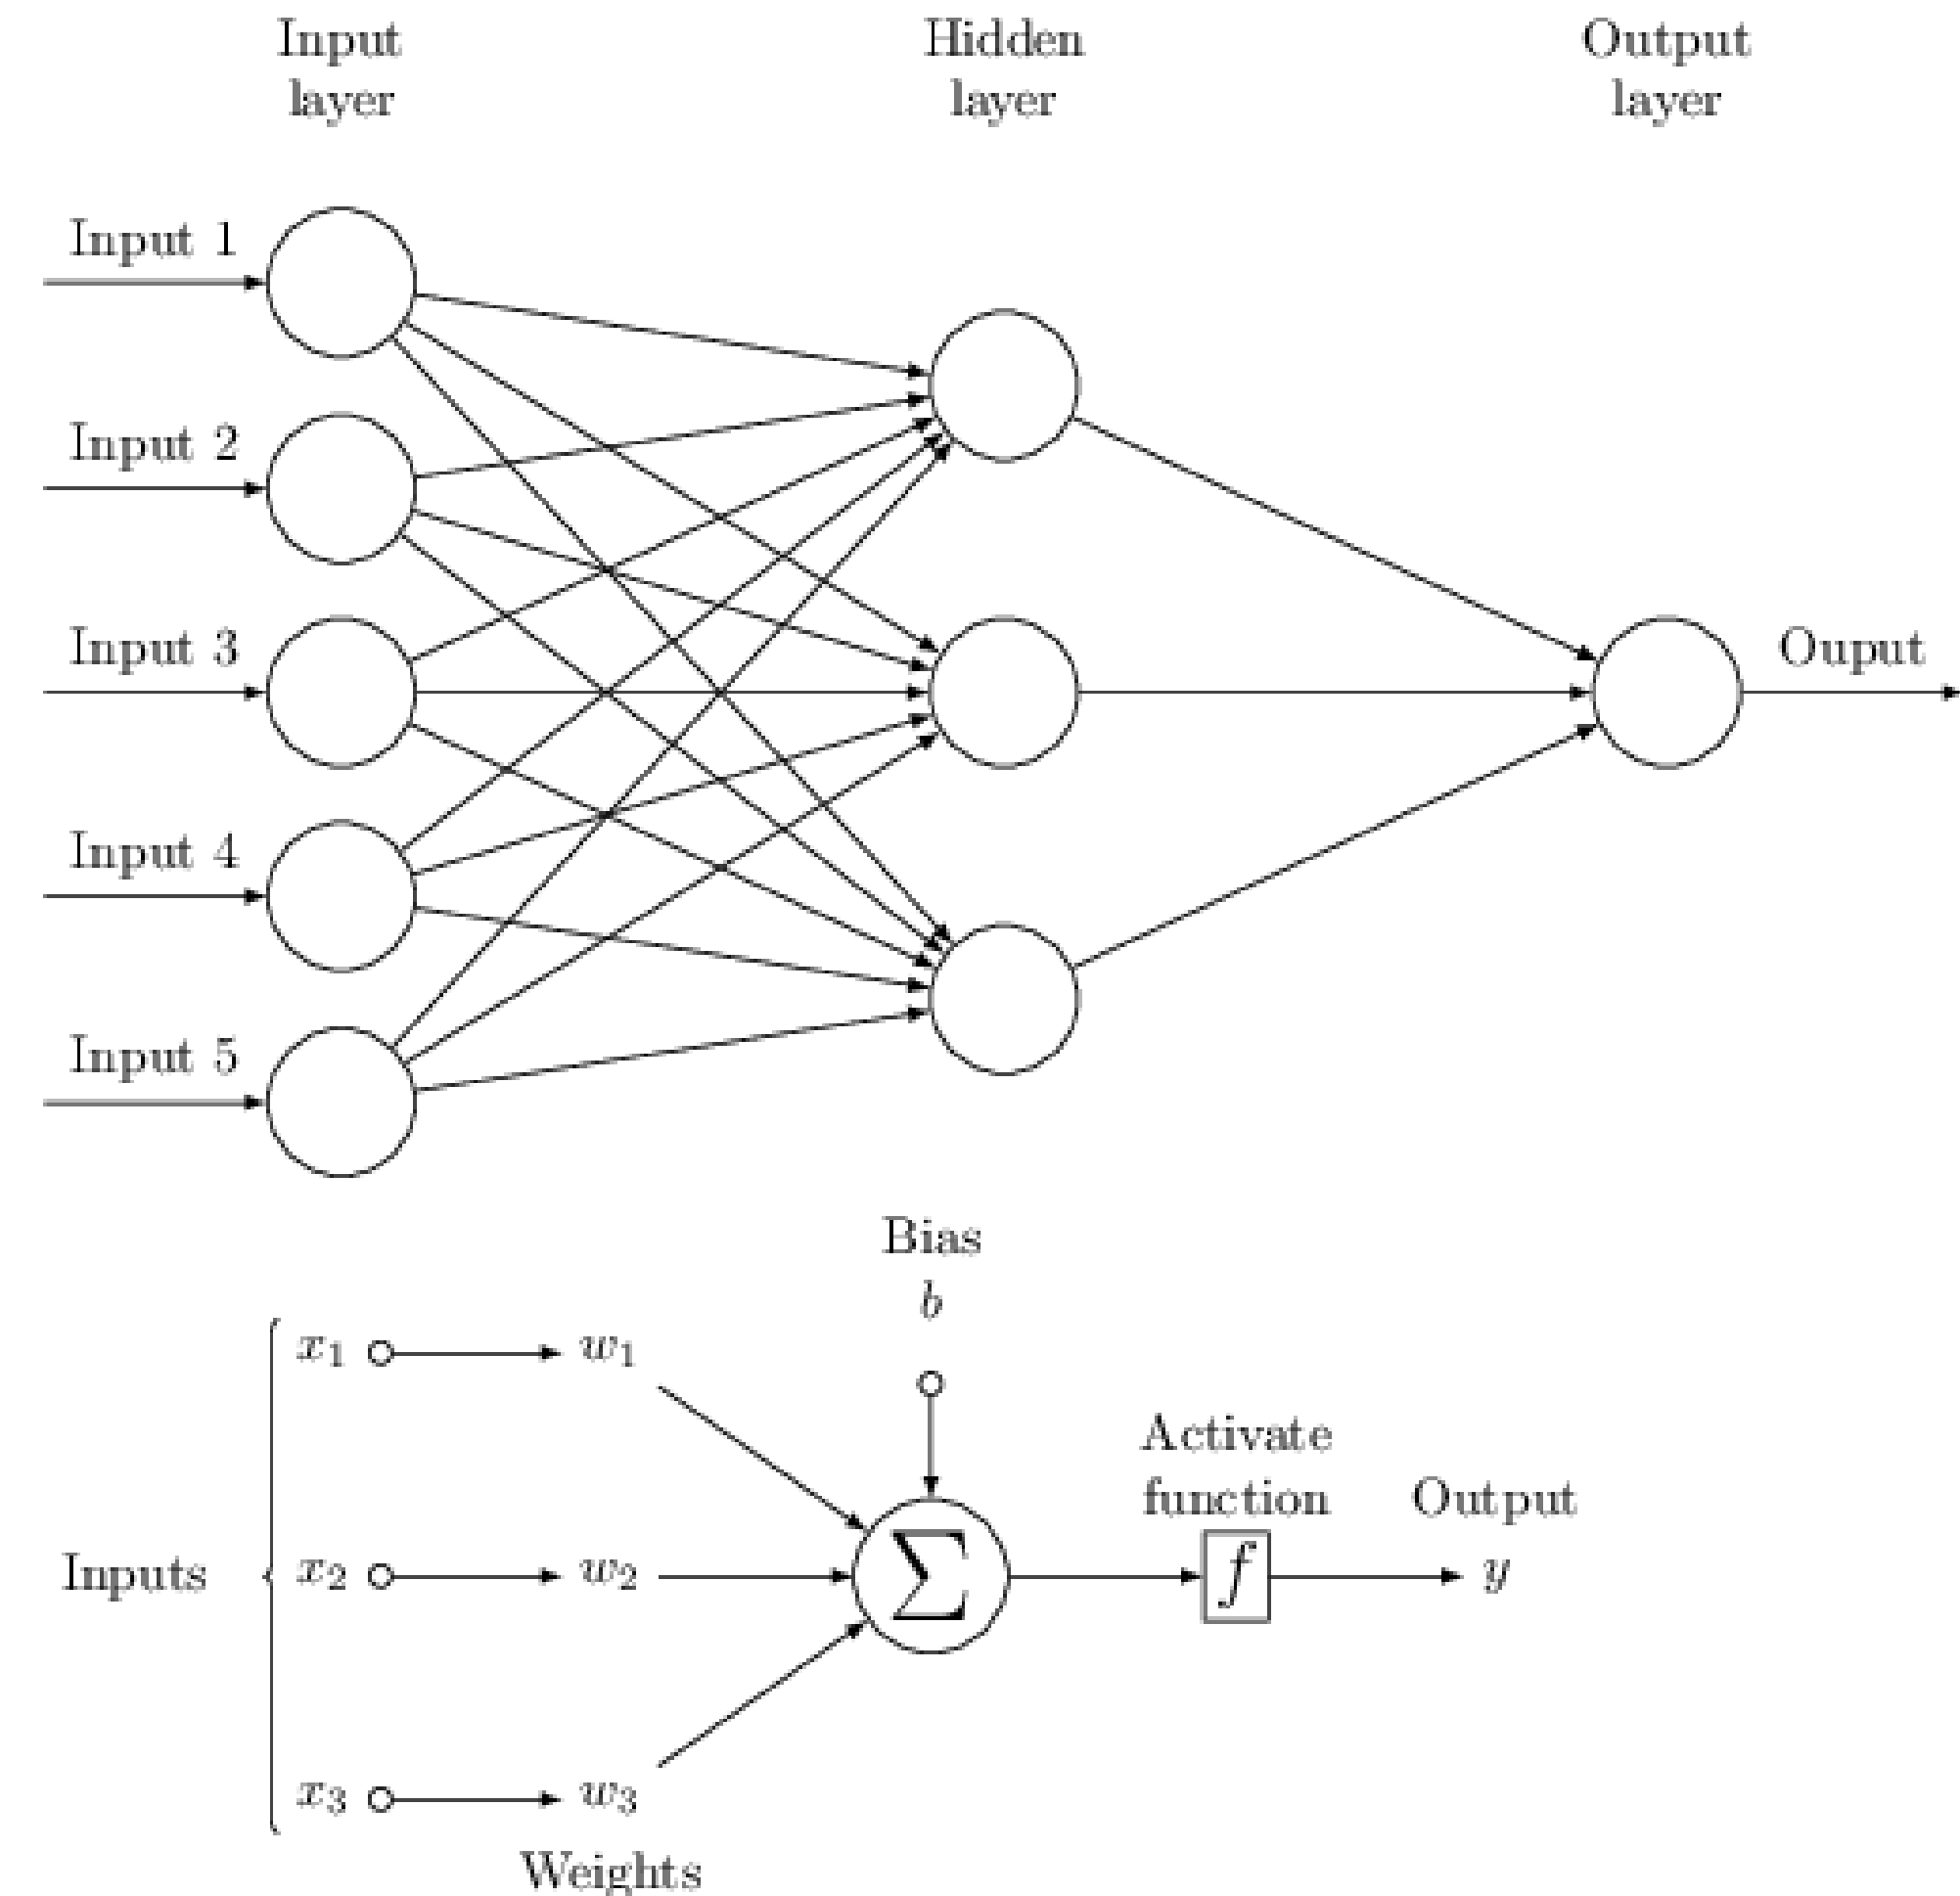 Input Hidden Output
layer layer layer
Input 1
Input 2
Input 3
Ouput
Input 4
Input 5
Bias
b
x1 w1
Activate
function Output
Inputs x2 w2 Σ f y
x3 w3
Weights